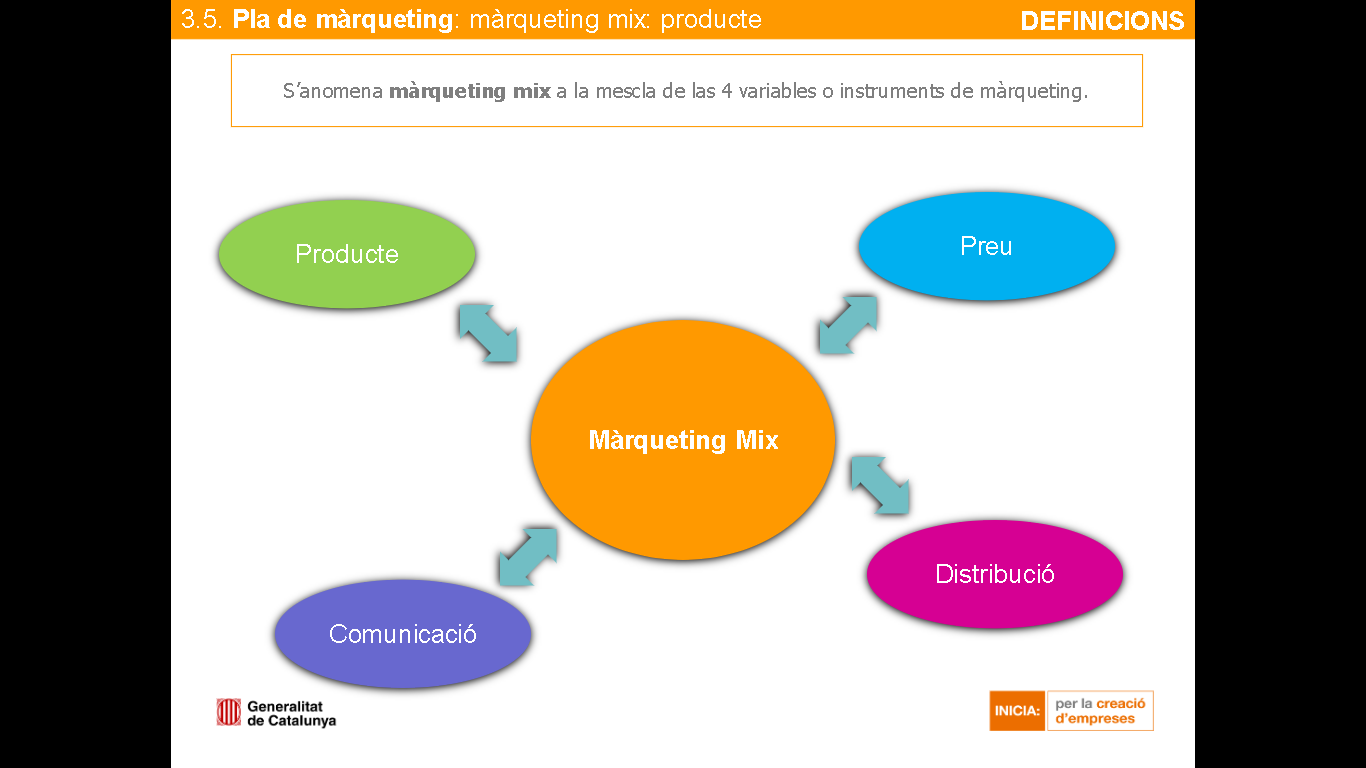 3.5. Pla de màrqueting: màrqueting mix: producte
DEFINICIONS
S’anomena màrqueting mix a la mescla de las 4 variables o instruments de màrqueting.
Producte
Preu
Màrqueting Mix
Distribució
Comunicació
Generalitat
de Catalunya
INICIA:
per la creació
d'empreses